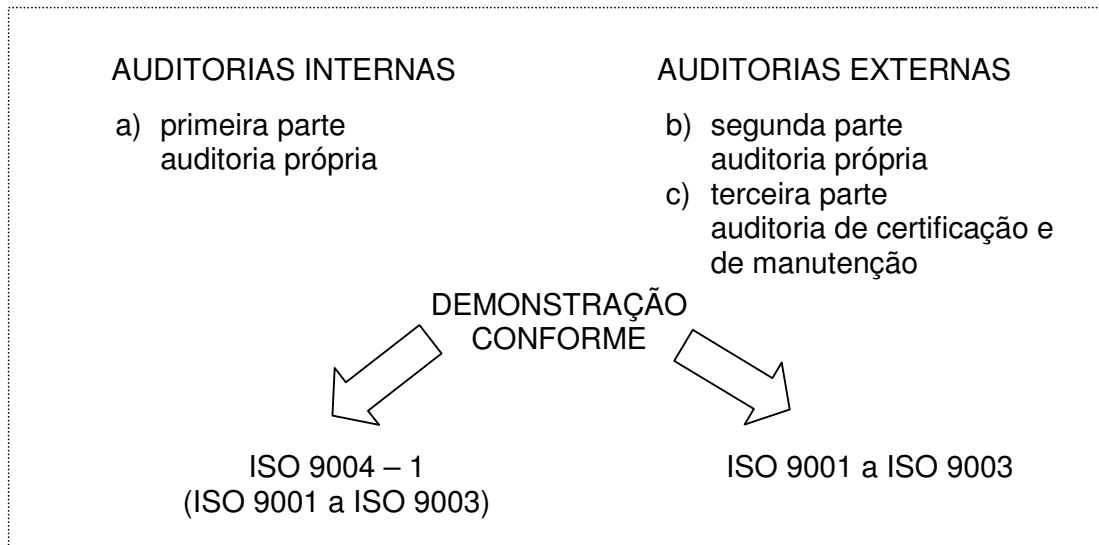 AUDITORIAS INTERNAS
a) primeira parte
auditoria própria
AUDITORIAS EXTERNAS
b) segunda parte
auditoria própria
c) terceira parte
auditoria de certificação e
de manutenção
DEMONSTRAÇÃO
CONFORME
ISO 9004 – 1
(ISO 9001 a ISO 9003)
ISO 9001 a ISO 9003